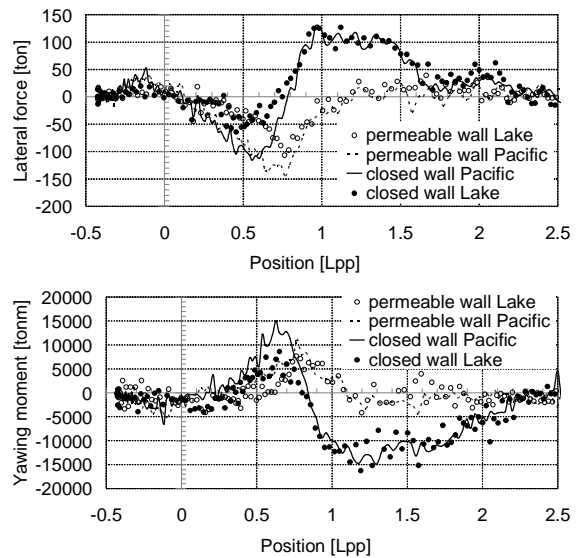 150
100
50
0
-50
-100
-150
-200
Lateral force [ton]
permeable wall Lake
permeable wall Pacific
closed wall Pacific
closed wall Lake
-0.5 0 0.5 1 1.5 2 2.5
Position [Lpp]
20000
15000
10000
5000
0
-5000
-10000
-15000
-20000
Yawing moment [tonm]
permeable wall Lake
permeable wall Pacific
closed wall Pacific
closed wall Lake
-0.5 0 0.5 1 1.5 2 2.5
Position [Lpp]